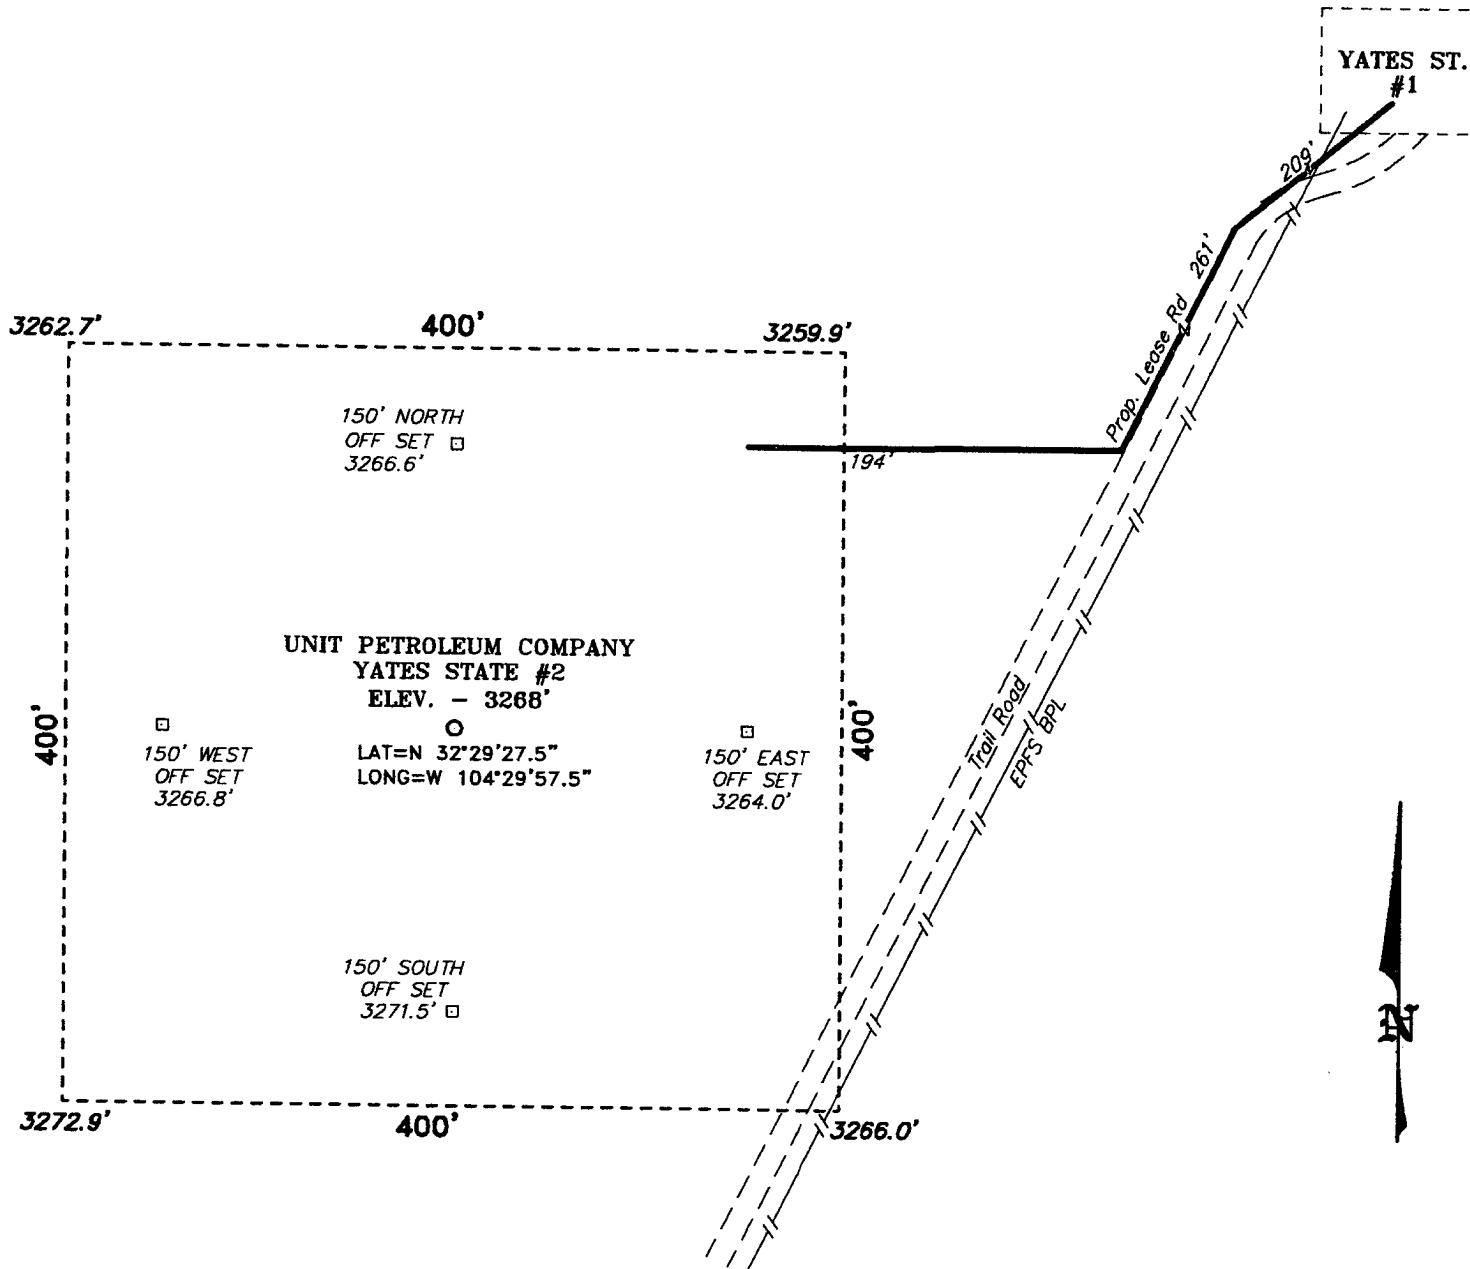 YATES ST.
#1
209'
261'
Prop. Lease Rd
3262.7'
400'
3259.9'
150' NORTH
OFF SET
3266.6'
194'
UNIT PETROLEUM COMPANY
YATES STATE #2
ELEV. - 3268'
LAT=N 32°29'27.5"
LONG=W 104°29'57.5"
400'
150' WEST
OFF SET
3266.8'
150' EAST
OFF SET
3264.0'
400'
Trail Road
EPFS BPL
150' SOUTH
OFF SET
3271.5'
N
3272.9'
400'
3266.0'